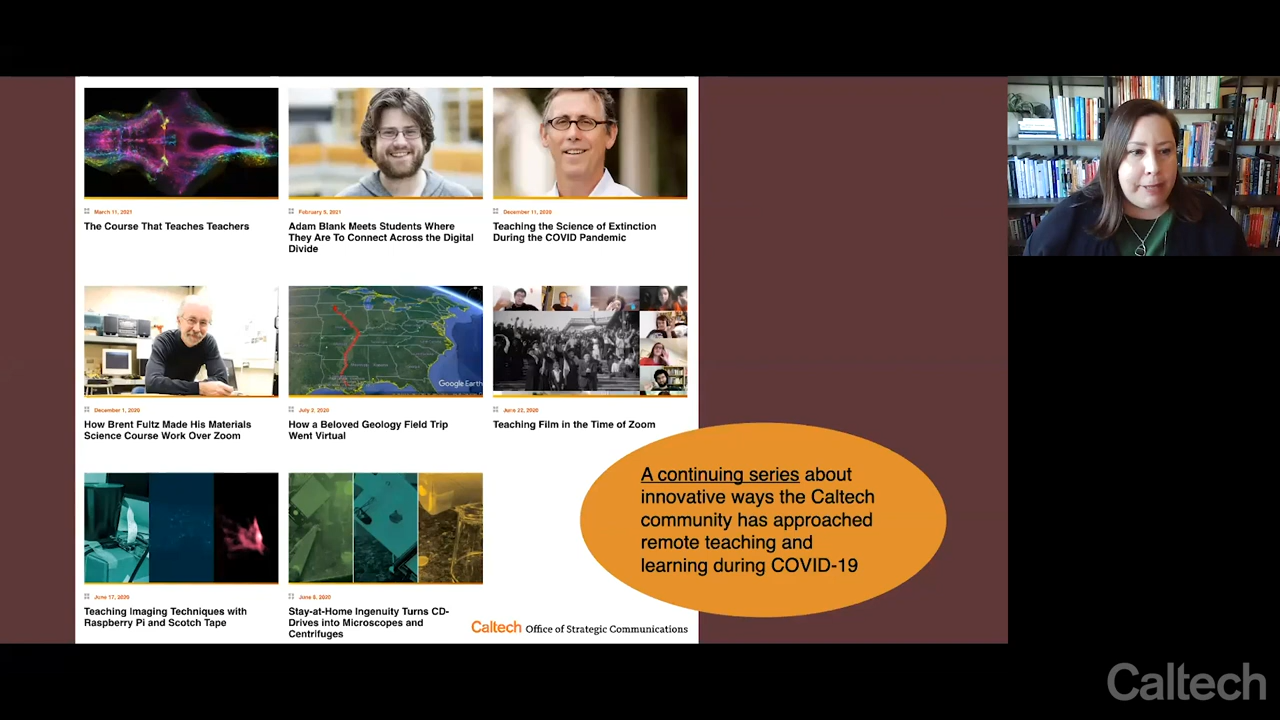 March 11, 2021
The Course That Teaches Teachers
February 5, 2021
Adam Blank Meets Students Where
They Are To Connect Across the Digital
Divide
December 11, 2020
Teaching the Science of Extinction
During the COVID Pandemic
Google Earth
December 1, 2020
How Brent Fultz Made His Materials
Science Course Work Over Zoom
July 2, 2020
How a Beloved Geology Field Trip
Went Virtual
June 22, 2020
Teaching Film in the Time of Zoom
A continuing series about
innovative ways the Caltech
community has approached
remote teaching and
learning during COVID-19
June 17, 2020
Teaching Imaging Techniques with
Raspberry Pi and Scotch Tape
June 8, 2020
Stay-at-Home Ingenuity Turns CD-
Drives into Microscopes and
Centrifuges
Caltech Office of Strategic Communications
Caltech